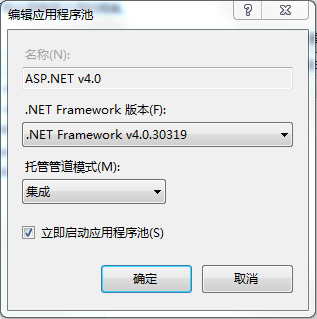 编辑应用程序池
名称(N):
ASP.NET v4.0
.NET Framework 版本(F):
.NET Framework v4.0.30319
托管管道模式(M):
集成
立即启动应用程序池(S)
确定
取消